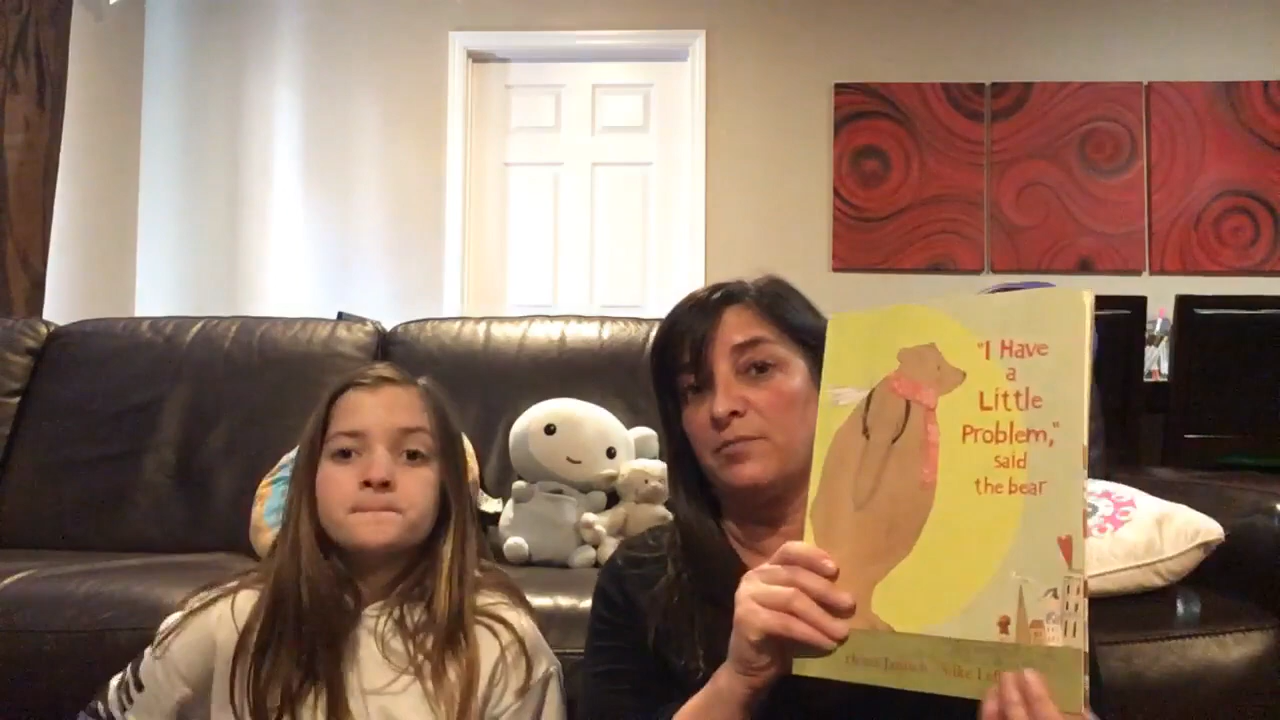 "I Have
a
Little
Problem,"
said
the bear